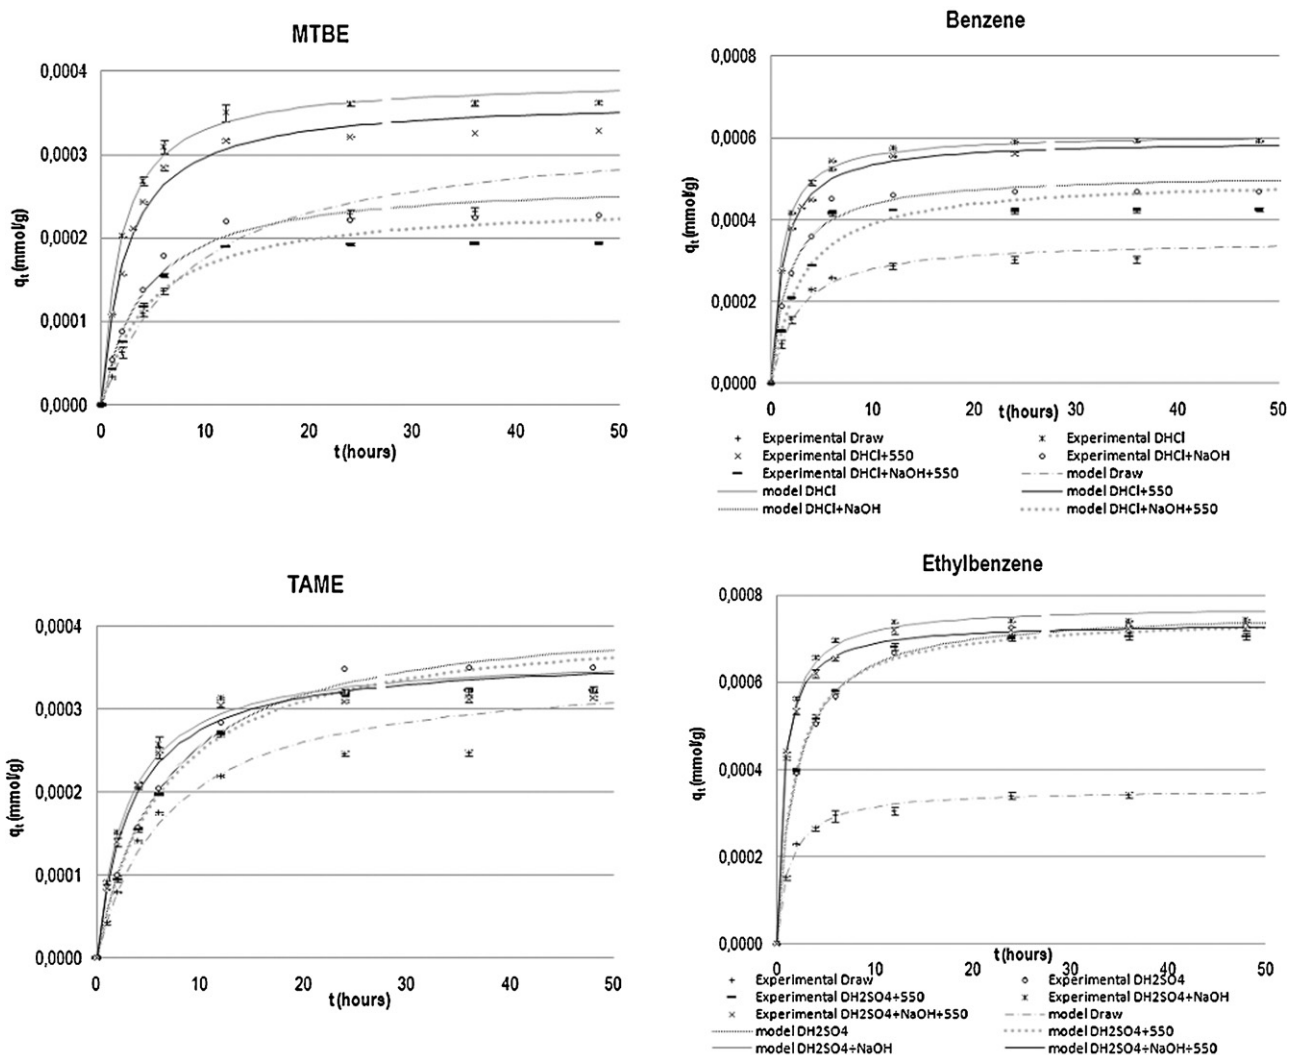 MTBE
0,0004
0,0003
0,0002
0,0001
0,0000
qt (mmol/g)
0 10 20 30 40 50
t (hours)
Benzene
0,0008
0,0006
0,0004
0,0002
0,0000
qt (mmol/g)
0 10 20 30 40 50
t (hours)
Experimental Draw Experimental DHCl
Experimental DHCl+550 Experimental DHCl+NaOH
Experimental DHCl+NaOH+550 model Draw
model DHCl model DHCl+550
model DHCl+NaOH model DHCl+NaOH+550
TAME
0,0004
0,0003
0,0002
0,0001
0,0000
qt (mmol/g)
0 10 20 30 40 50
t (hours)
Ethylbenzene
0,0008
0,0006
0,0004
0,0002
0,0000
qt (mmol/g)
t (hours)
0 10 20 30 40 50
Experimental Draw Experimental DH2SO4
Experimental DH2SO4+550 Experimental DH2SO4+NaOH
Experimental DH2SO4+NaOH+550 model Draw
model DH2SO4 model DH2SO4+550
model DH2SO4+NaOH model DH2SO4+NaOH+550